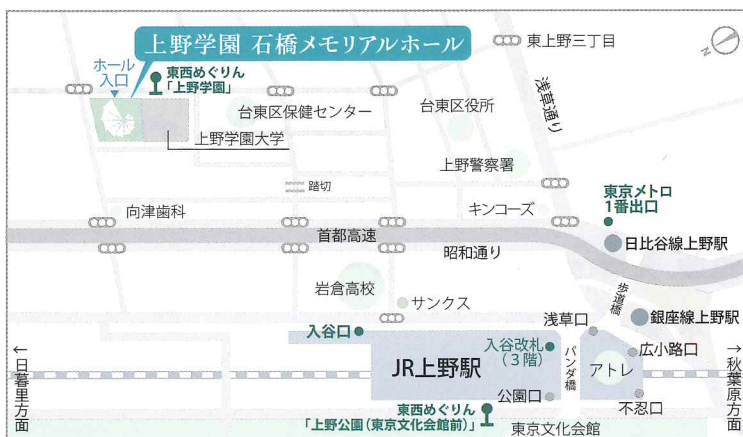 上野学園 石橋メモリアルホール
東上野三丁目
N
ホール
入口
東西めぐりん
「上野学園」
浅草通り
台東区保健センター
台東区役所
上野学園大学
上野警察署
踏切
東京メトロ
1番出口
向津歯科
キンコーズ
首都高速
日比谷線上野駅
昭和通り
岩倉高校
歩道橋
サンクス
銀座線上野駅
入谷口
浅草口
入谷改札
(3階)
パンダ橋
広小路口
JR上野駅
アトレ
←日暮里方面
→秋葉原方面
公園口
不忍口
東西めぐりん
「上野公園(東京文化会館前)」
東京文化会館